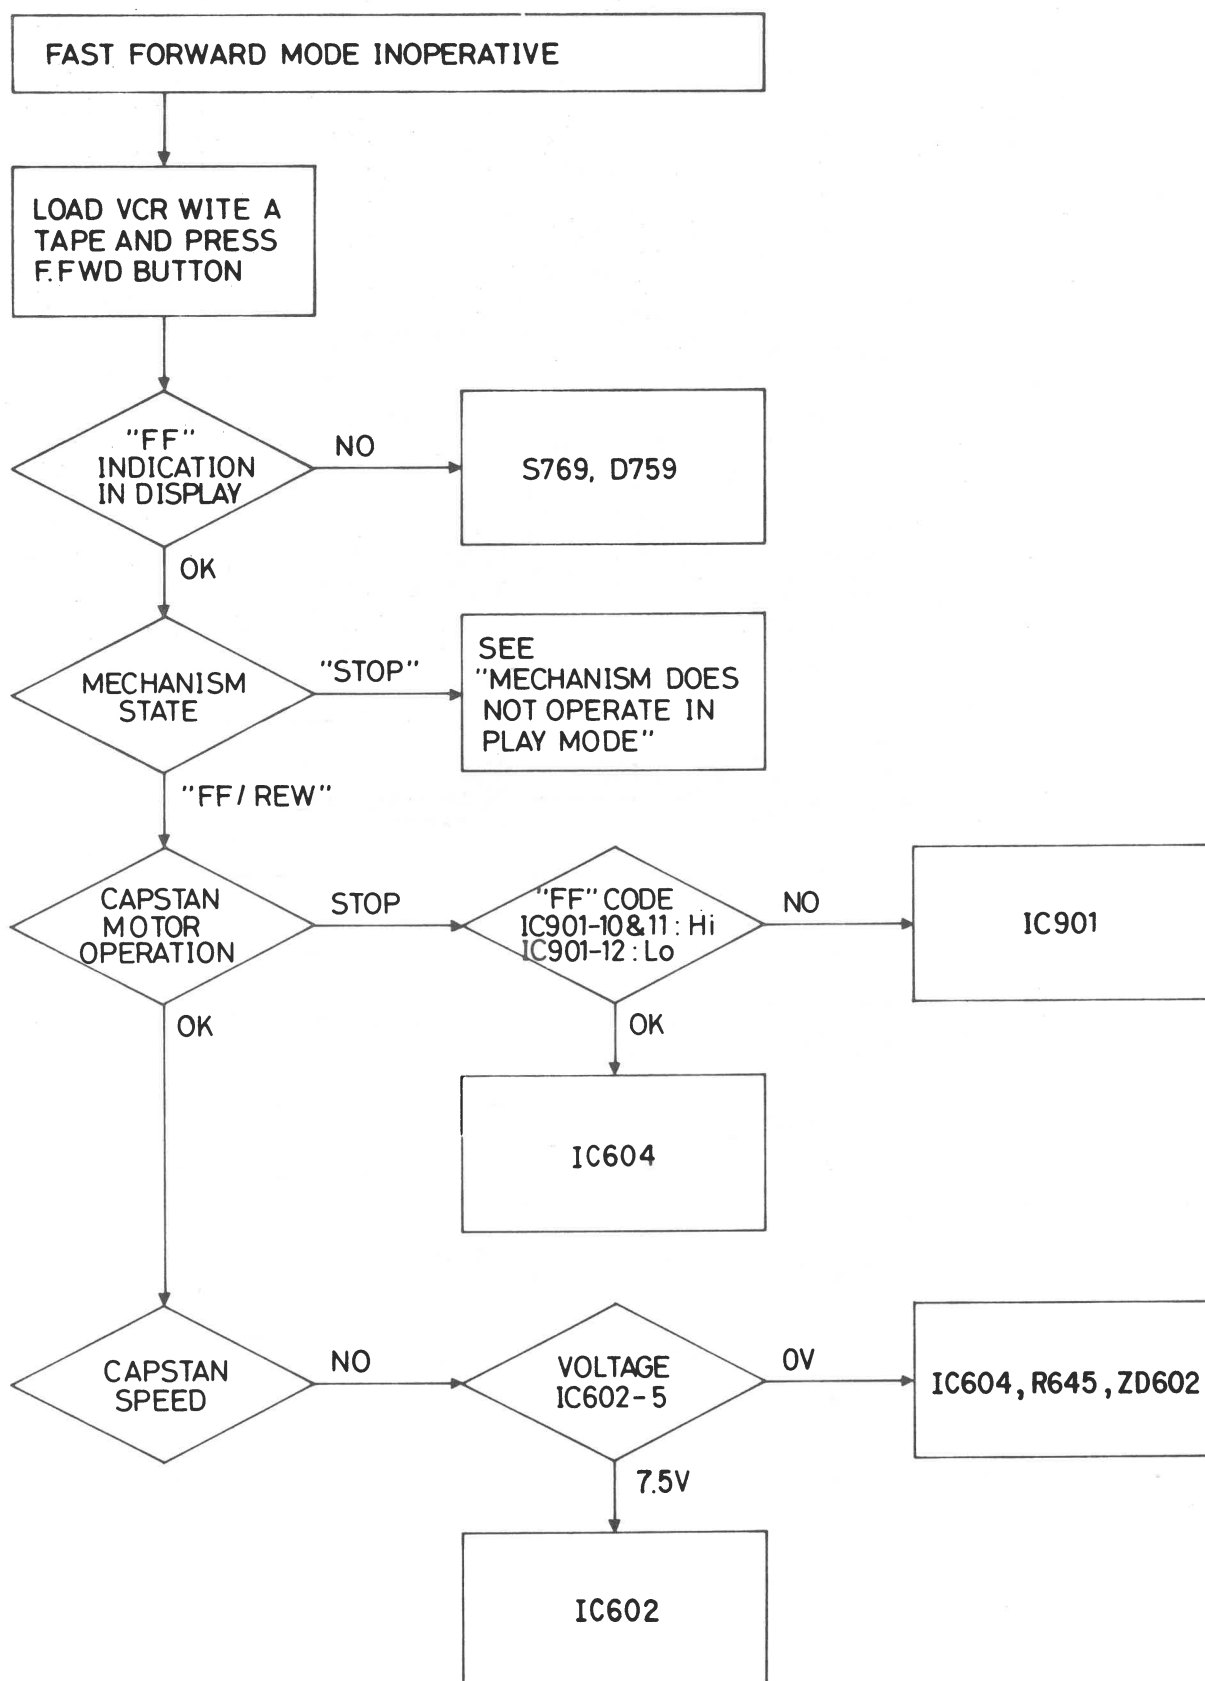 FAST FORWARD MODE INOPERATIVE
LOAD VCR WITE A
TAPE AND PRESS
F.FWD BUTTON
"FF"
INDICATION
IN DISPLAY
NO
S769, D759
OK
MECHANISM
STATE
"STOP"
SEE
"MECHANISM DOES
NOT OPERATE IN
PLAY MODE"
"FF/REW"
CAPSTAN
MOTOR
OPERATION
STOP
"FF" CODE
IC901-10&11: Hi
IC901-12: Lo
NO
IC901
OK
OK
IC604
CAPSTAN
SPEED
NO
VOLTAGE
IC602-5
0V
IC604, R645, ZD602
7.5V
IC602